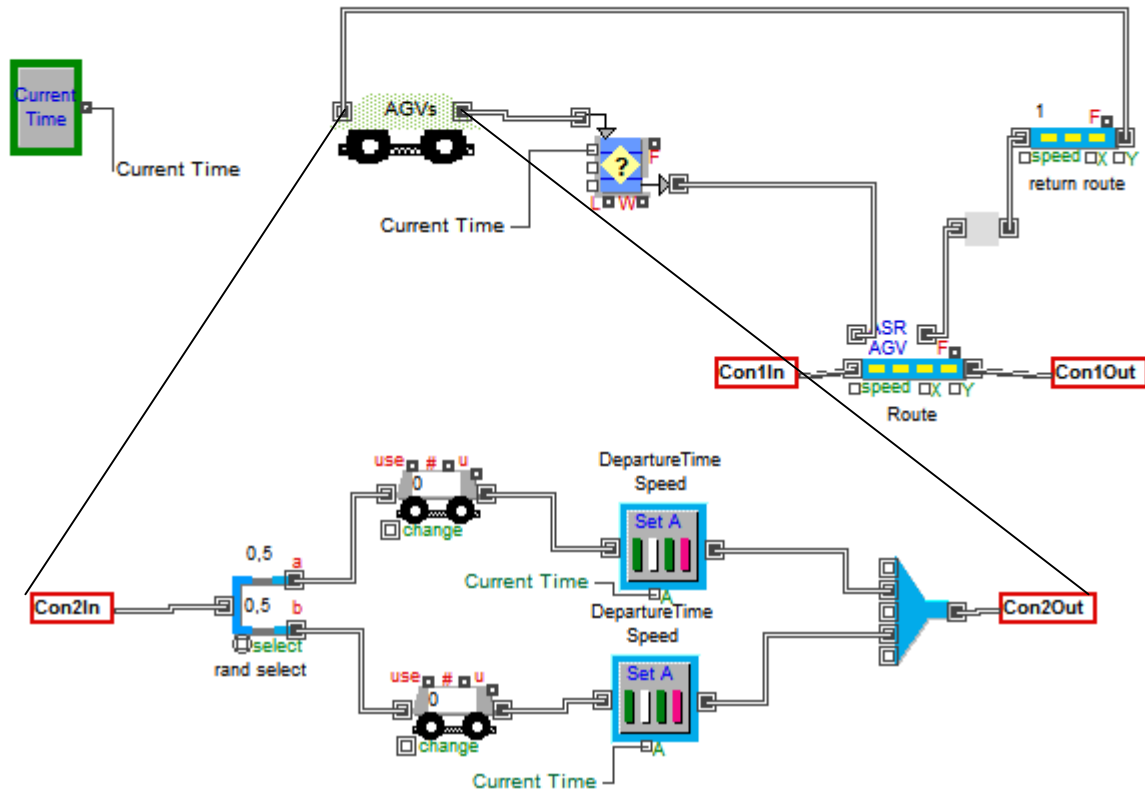 Current
Time
Current Time
AGVs
?
F
L
W
Current Time
1
F
speed
X
Y
return route
ASR
AGV
F
Con1In
Con1Out
speed
X
Y
Route
use
#
u
0
change
DepartureTime
Speed
Set A
Current Time
A
0,5
a
Con2In
0,5
b
select
rand select
DepartureTime
Speed
Con2Out
use
#
u
0
change
Set A
A
Current Time